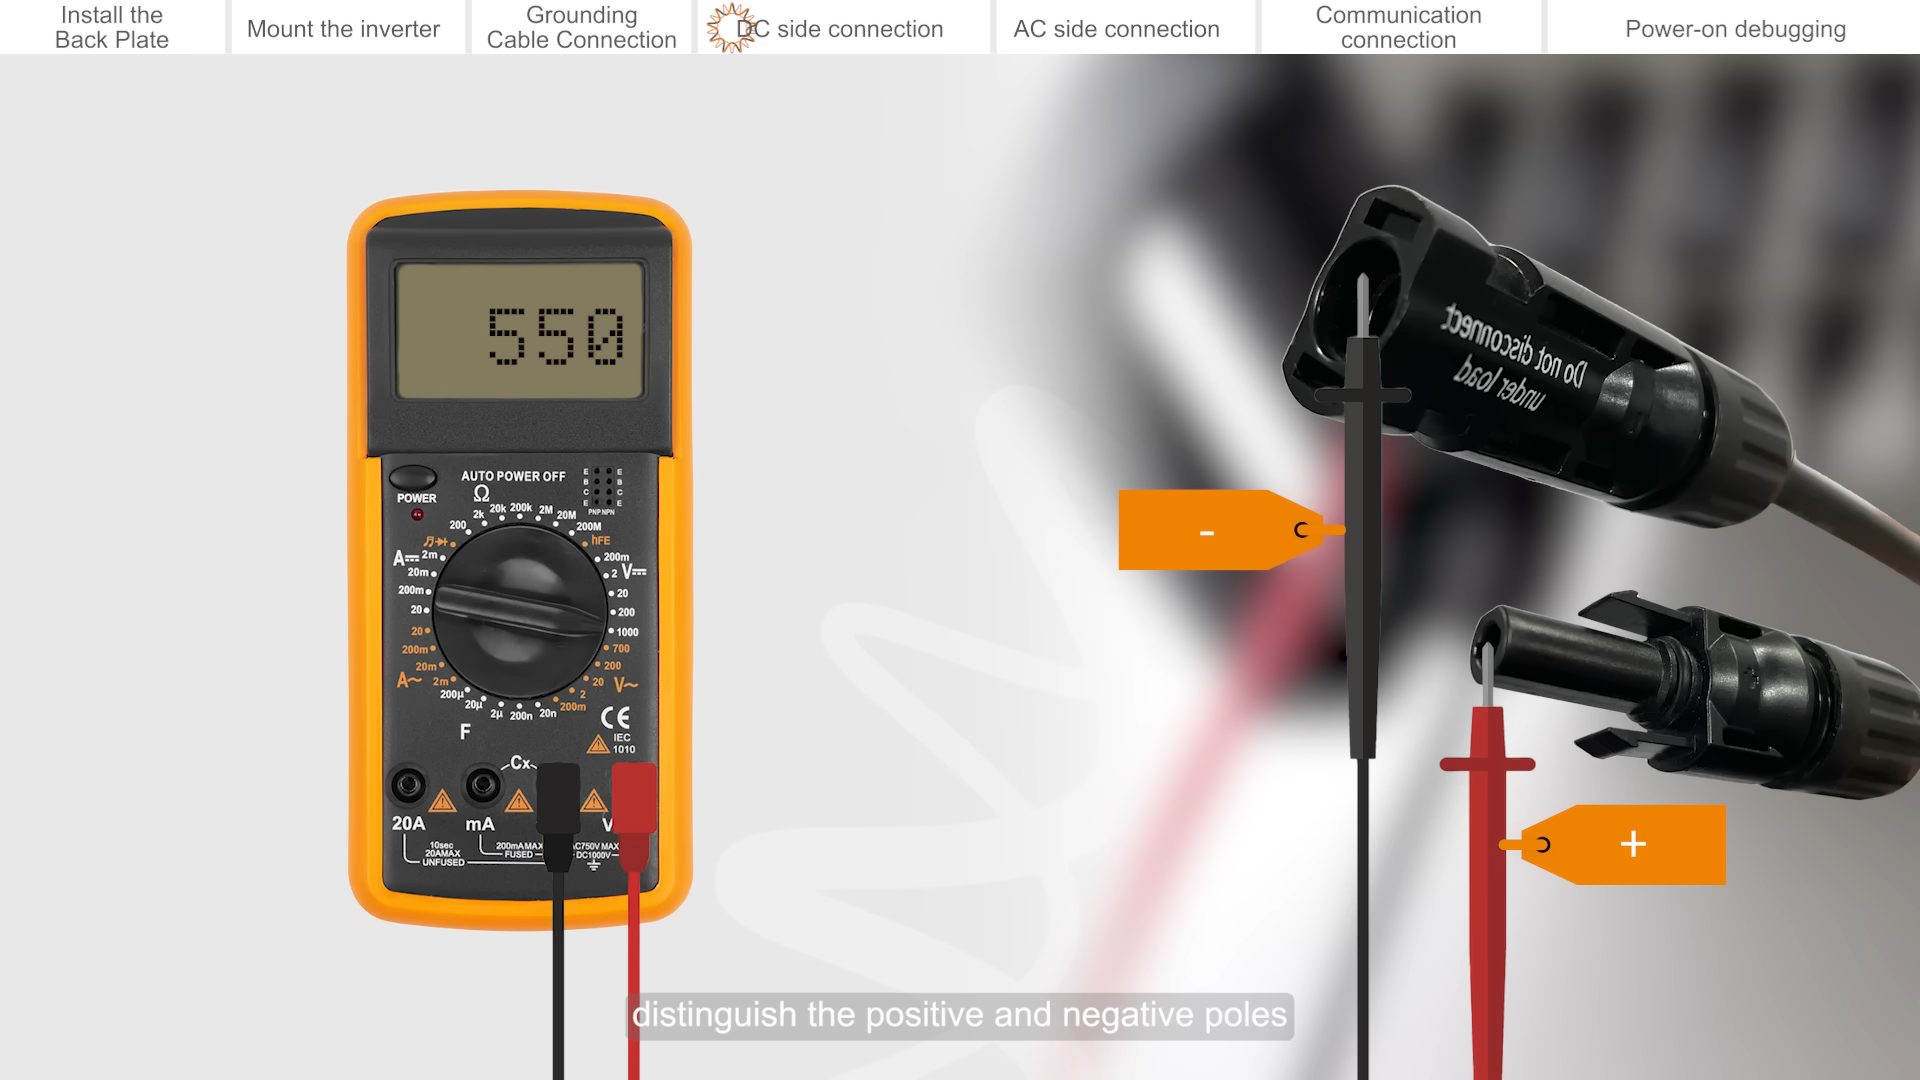 Install the
Back Plate
Mount the inverter
Grounding
Cable Connection
DC side connection
AC side connection
Communication
connection
Power-on debugging
550
POWER
AUTO POWER OFF
E E
B B
C C
E E
PNP NPN
Ω
200
2k
20k
200k
2M
20M
200M
hFE
A
2m
20m
200m
20
20
200m
20m
2m
A~
200m
2
V
20
200
1000
700
200
20
2
200m
V~
200µ
20µ
2µ
200n
20n
F
CE
IEC
1010
Cx
20A
mA
V
10sec
20AMAX
UNFUSED
200mA MAX
FUSED
AC750V MAX
DC1000V
Do not disconnect
under load
-
+
distinguish the positive and negative poles